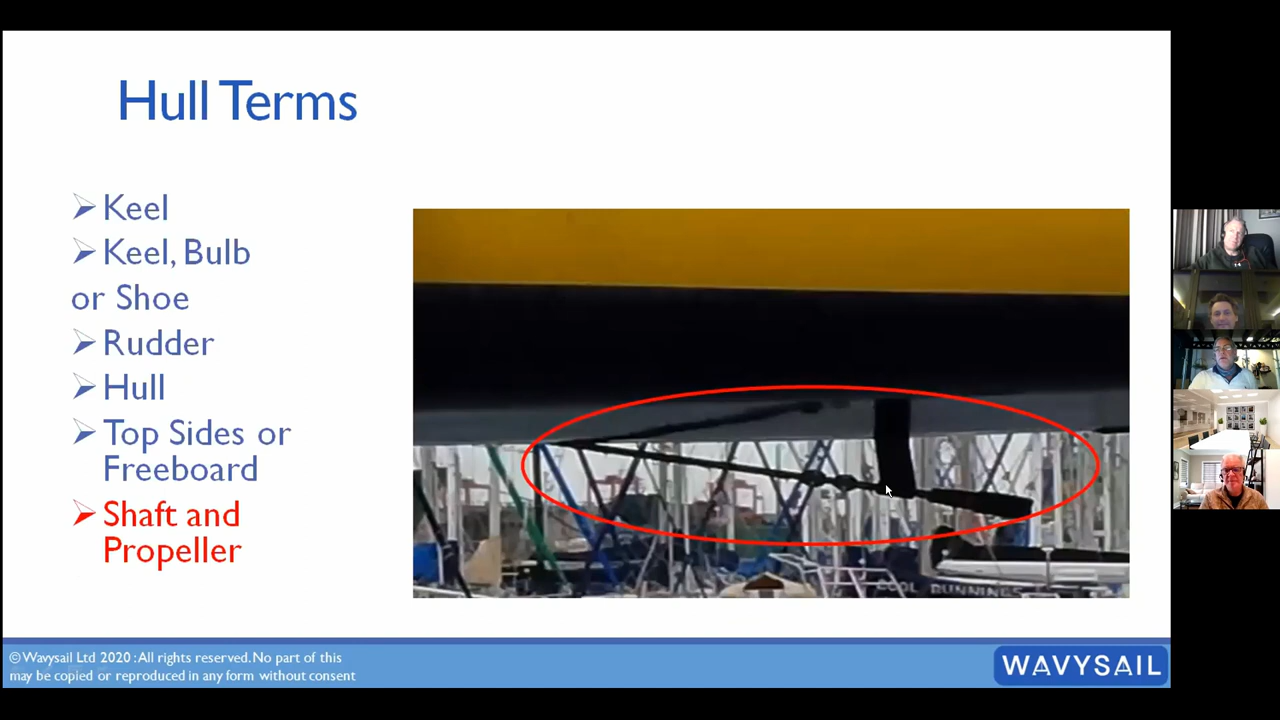 Hull Terms
Keel
Keel, Bulb
or Shoe
Rudder
Hull
Top Sides or
Freeboard
Shaft and
Propeller
COOL RUNNINGS
© Wavysail Ltd 2020 : All rights reserved. No part of this
may be copied or reproduced in any form without consent
WAVYSAIL